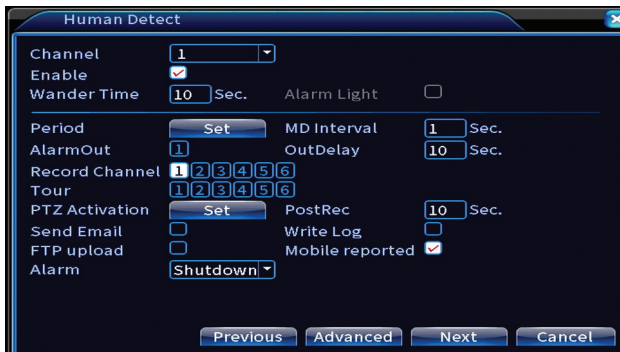 Human Detect
Channel 1
Enable
Wander Time 10 Sec. Alarm Light
Period Set MD Interval 1 Sec.
AlarmOut 1 OutDelay 10 Sec.
Record Channel 1 2 3 4 5 6
Tour 1 2 3 4 5 6
PTZ Activation Set PostRec 10 Sec.
Send Email Write Log
FTP upload Mobile reported
Alarm Shutdown
Previous Advanced Next Cancel